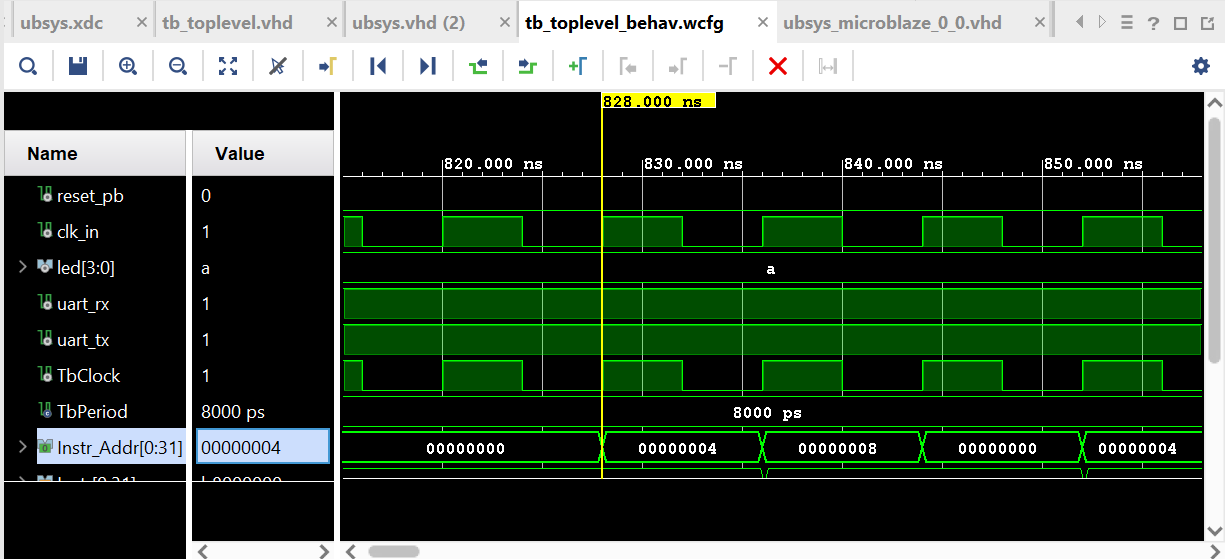 ubsys.xdc × tb_toplevel.vhd × ubsys.vhd (2) × tb_toplevel_behav.wcfg × ubsys_microblaze_0_0.vhd ×
828.000 ns
Name Value
820.000 ns 830.000 ns 840.000 ns 850.000 ns
reset_pb 0
clk_in 1
led[3:0] a a
uart_rx 1
uart_tx 1
TbClock 1
TbPeriod 8000 ps 8000 ps
Instr_Addr[0:31] 00000004 00000000 00000004 00000008 00000000 00000004